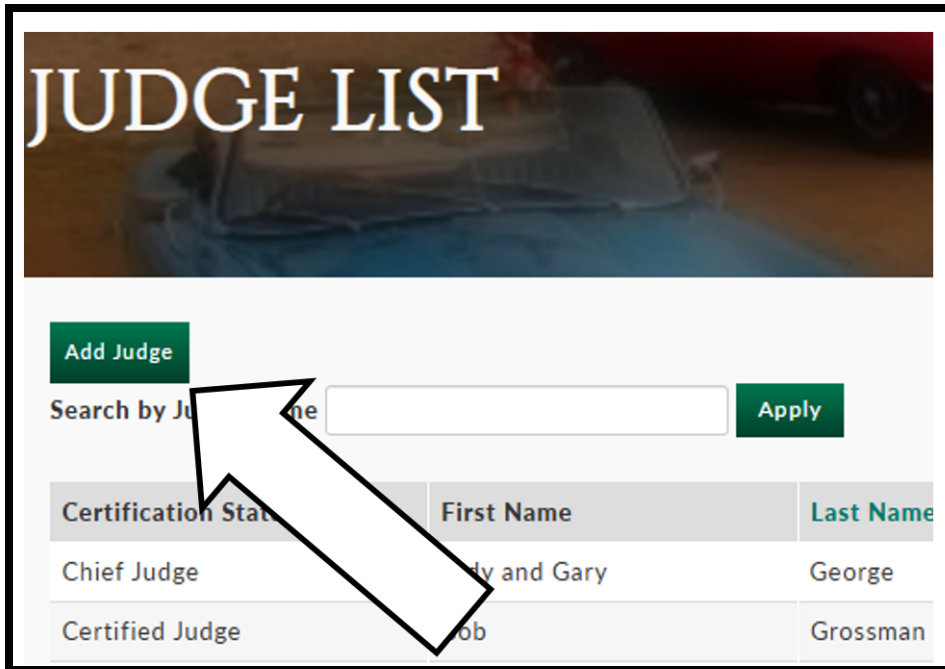 JUDGE LIST
Add Judge
Search by
Apply
Certification First Name Last Name
Chief Judge and Gary George
Certified Judge Grossman